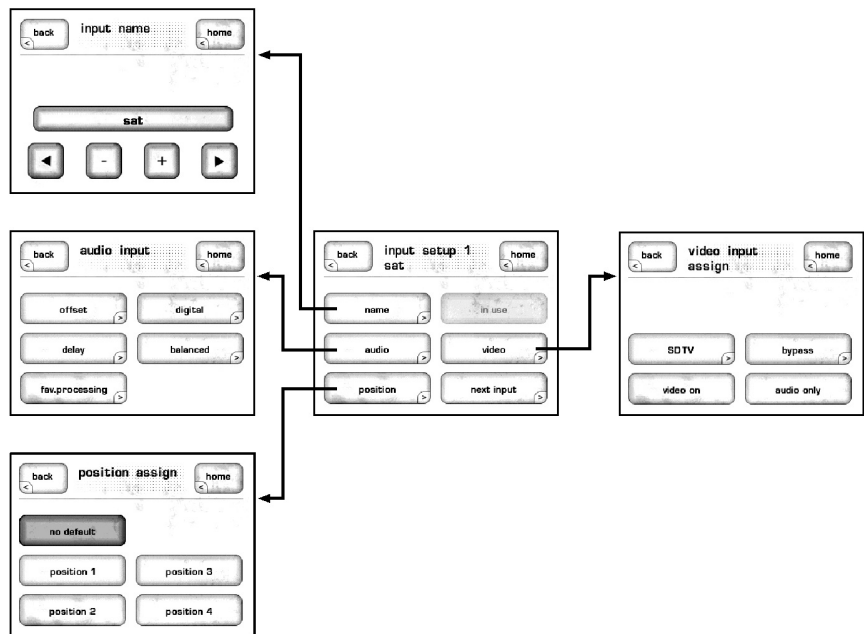 back
input name
home
sat
-
+
back
audio input
home
offset
digital
delay
balanced
fav.processing
back
input setup 1
sat
home
name
in use
audio
video
position
next input
back
video input
assign
home
SDTV
bypass
video on
audio only
back
position assign
home
no default
position 1
position 3
position 2
position 4